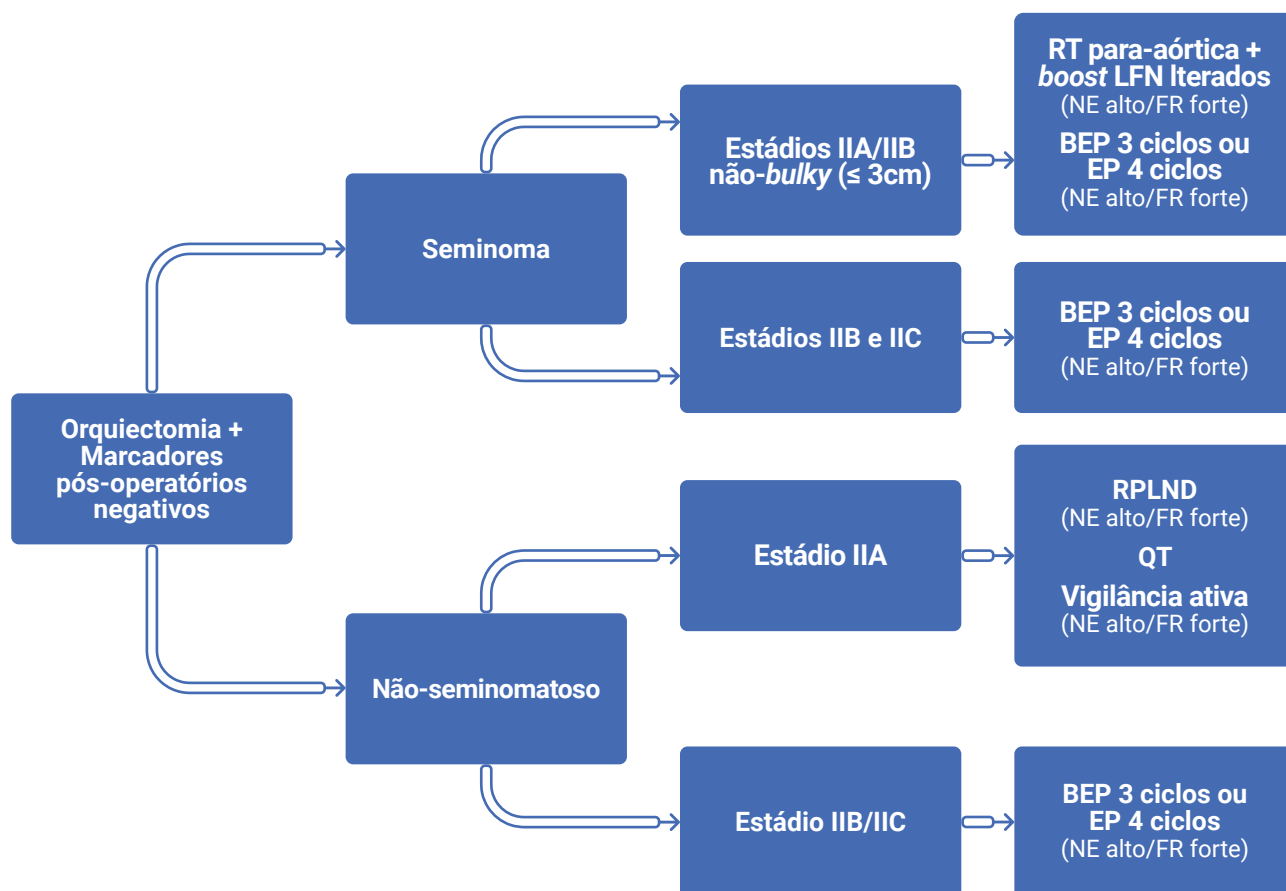 Orquiectomia +
Marcadores
pós-operatórios
negativos
Seminoma
Estádios IIA/IIB
não-bulky (≤ 3cm)
RT para-aórtica +
boost LFN lterados
(NE alto/FR forte)
BEP 3 ciclos ou
EP 4 ciclos
(NE alto/FR forte)
Estádios IIB e IIC
BEP 3 ciclos ou
EP 4 ciclos
(NE alto/FR forte)
Não-seminomatoso
Estádio IIA
RPLND
(NE alto/FR forte)
QT
Vigilância ativa
(NE alto/FR forte)
Estádio IIB/IIC
BEP 3 ciclos ou
EP 4 ciclos
(NE alto/FR forte)